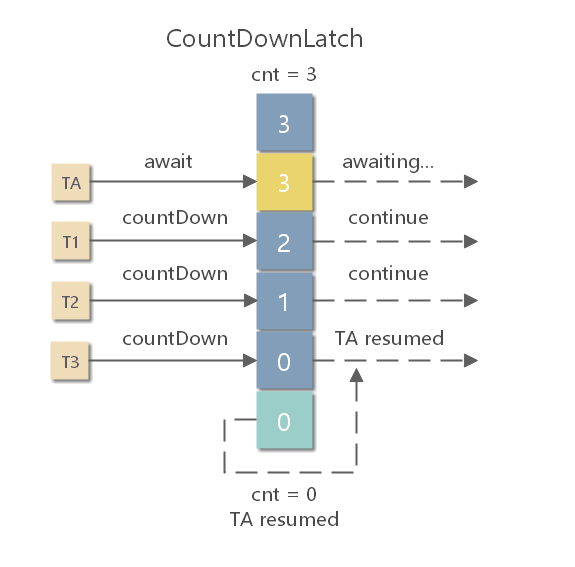 CountDownLatch
cnt = 3
3
TA await 3 awaiting...
T1 countDown 2 continue
T2 countDown 1 continue
T3 countDown 0 TA resumed
0
cnt = 0
TA resumed